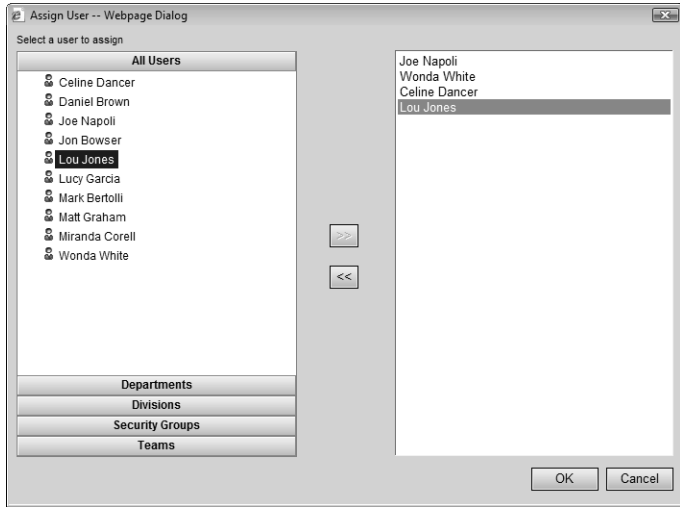 Assign User -- Webpage Dialog
Select a user to assign
All Users
Celine Dancer
Daniel Brown
Joe Napoli
Jon Bowser
Lou Jones
Lucy Garcia
Mark Bertolli
Matt Graham
Miranda Corell
Wonda White
Departments
Divisions
Security Groups
Teams
>>
<<
Joe Napoli
Wonda White
Celine Dancer
Lou Jones
OK
Cancel